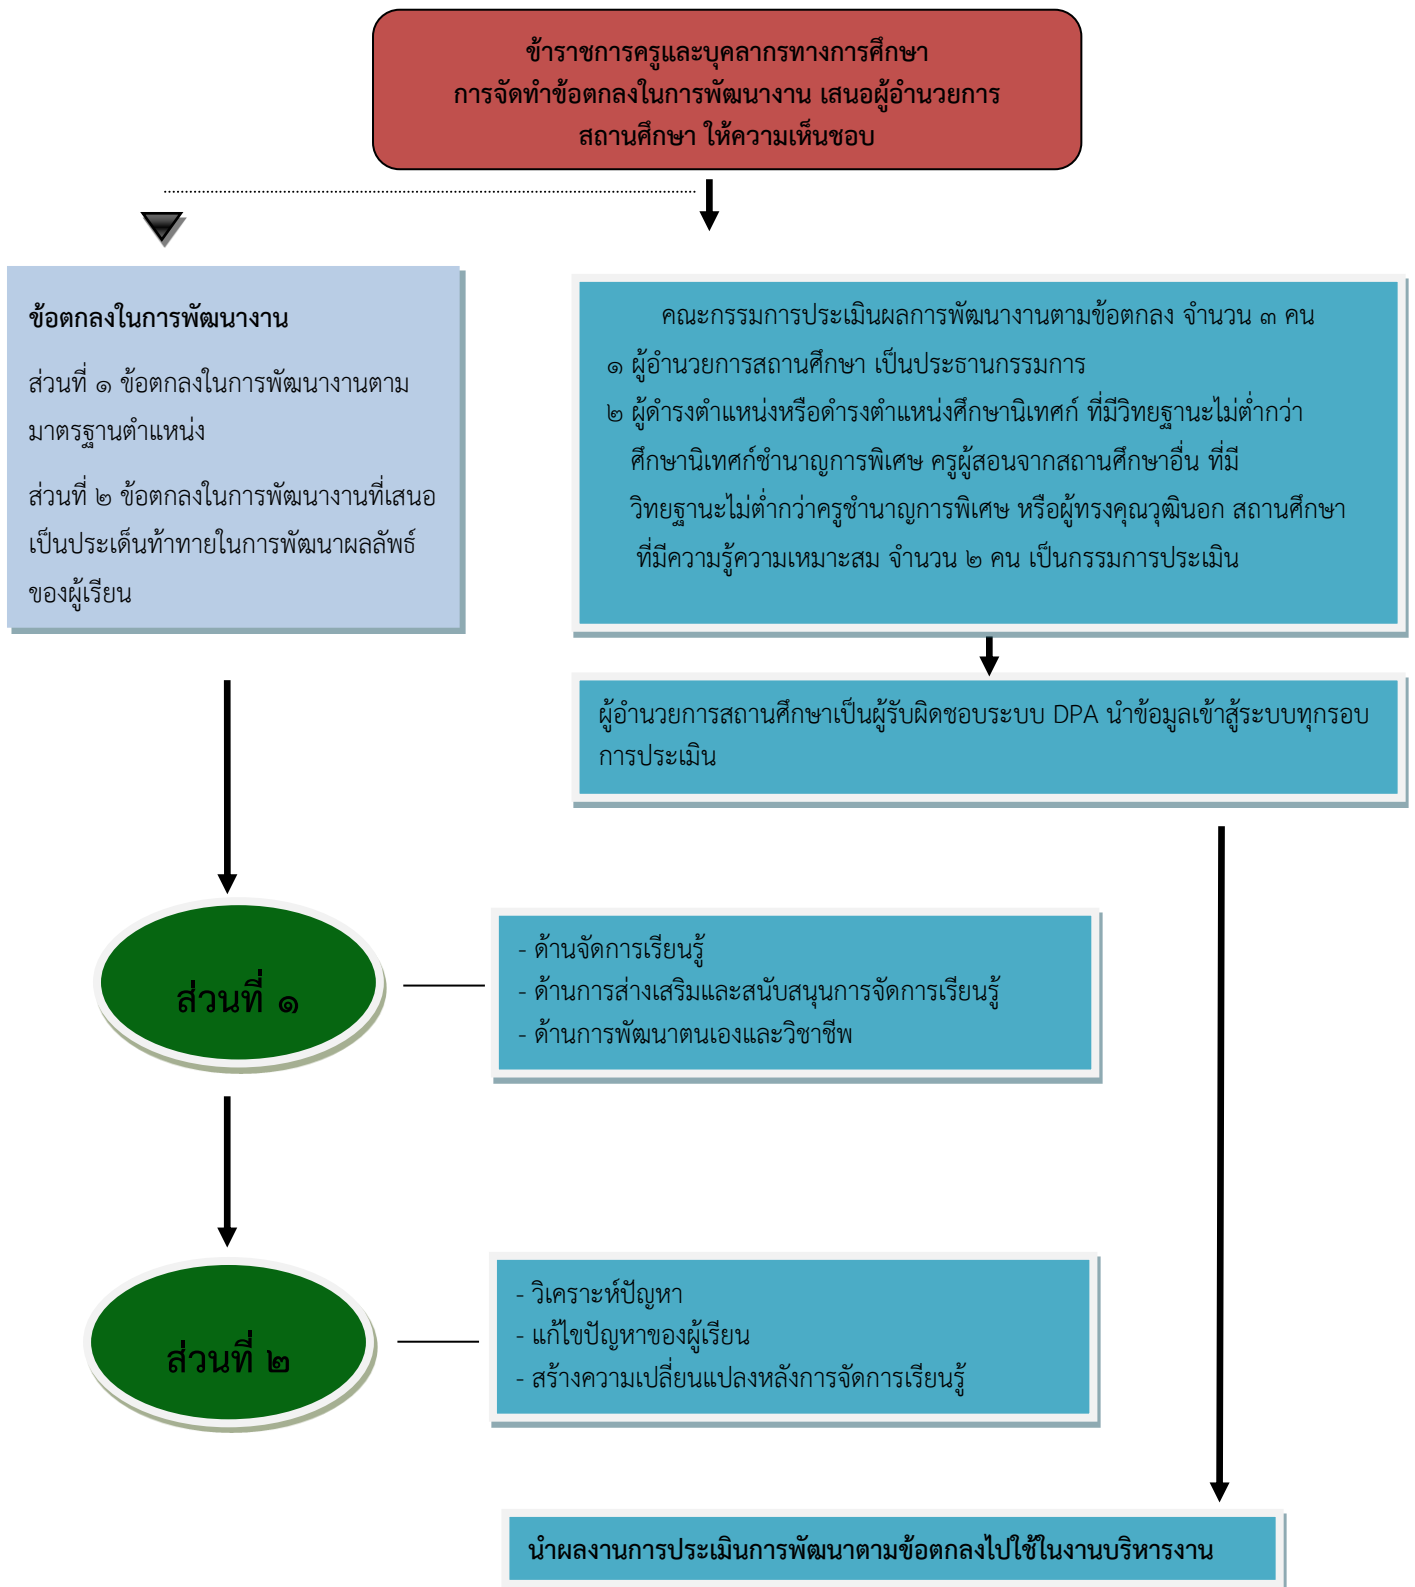 ข้าราชการครูและบุคลากรทางการศึกษา
การจัดทำข้อตกลงในการพัฒนางาน เสนอผู้อำนวยการ
สถานศึกษา ให้ความเห็นชอบ
ข้อตกลงในการพัฒนางาน
ส่วนที่ ๑ ข้อตกลงในการพัฒนางานตาม
มาตรฐานตำแหน่ง
ส่วนที่ ๒ ข้อตกลงในการพัฒนางานที่เสนอ
เป็นประเด็นท้าทายในการพัฒนาผลลัพธ์
ของผู้เรียน
คณะกรรมการประเมินผลการพัฒนางานตามข้อตกลง จำนวน ๓ คน
๑ ผู้อำนวยการสถานศึกษา เป็นประธานกรรมการ
๒ ผู้ดำรงตำแหน่งหรือดำรงตำแหน่งศึกษานิเทศก์ ที่มีวิทยฐานะไม่ต่ำกว่า
ศึกษานิเทศก์ชำนาญการพิเศษ ครูผู้สอนจากสถานศึกษาอื่น ที่มี
วิทยฐานะไม่ต่ำกว่าครูชำนาญการพิเศษ หรือผู้ทรงคุณวุฒินอก สถานศึกษา
ที่มีความรู้ความเหมาะสม จำนวน ๒ คน เป็นกรรมการประเมิน
ผู้อำนวยการสถานศึกษาเป็นผู้รับผิดชอบระบบ DPA นำข้อมูลเข้าสู้ระบบทุกรอบ
การประเมิน
ส่วนที่ ๑
- ด้านจัดการเรียนรู้
- ด้านการส่างเสริมและสนับสนุนการจัดการเรียนรู้
- ด้านการพัฒนาตนเองและวิชาชีพ
ส่วนที่ ๒
- วิเคราะห์ปัญหา
- แก้ไขปัญหาของผู้เรียน
- สร้างความเปลี่ยนแปลงหลังการจัดการเรียนรู้
นำผลงานการประเมินการพัฒนาตามข้อตกลงไปใช้ในงานบริหารงาน